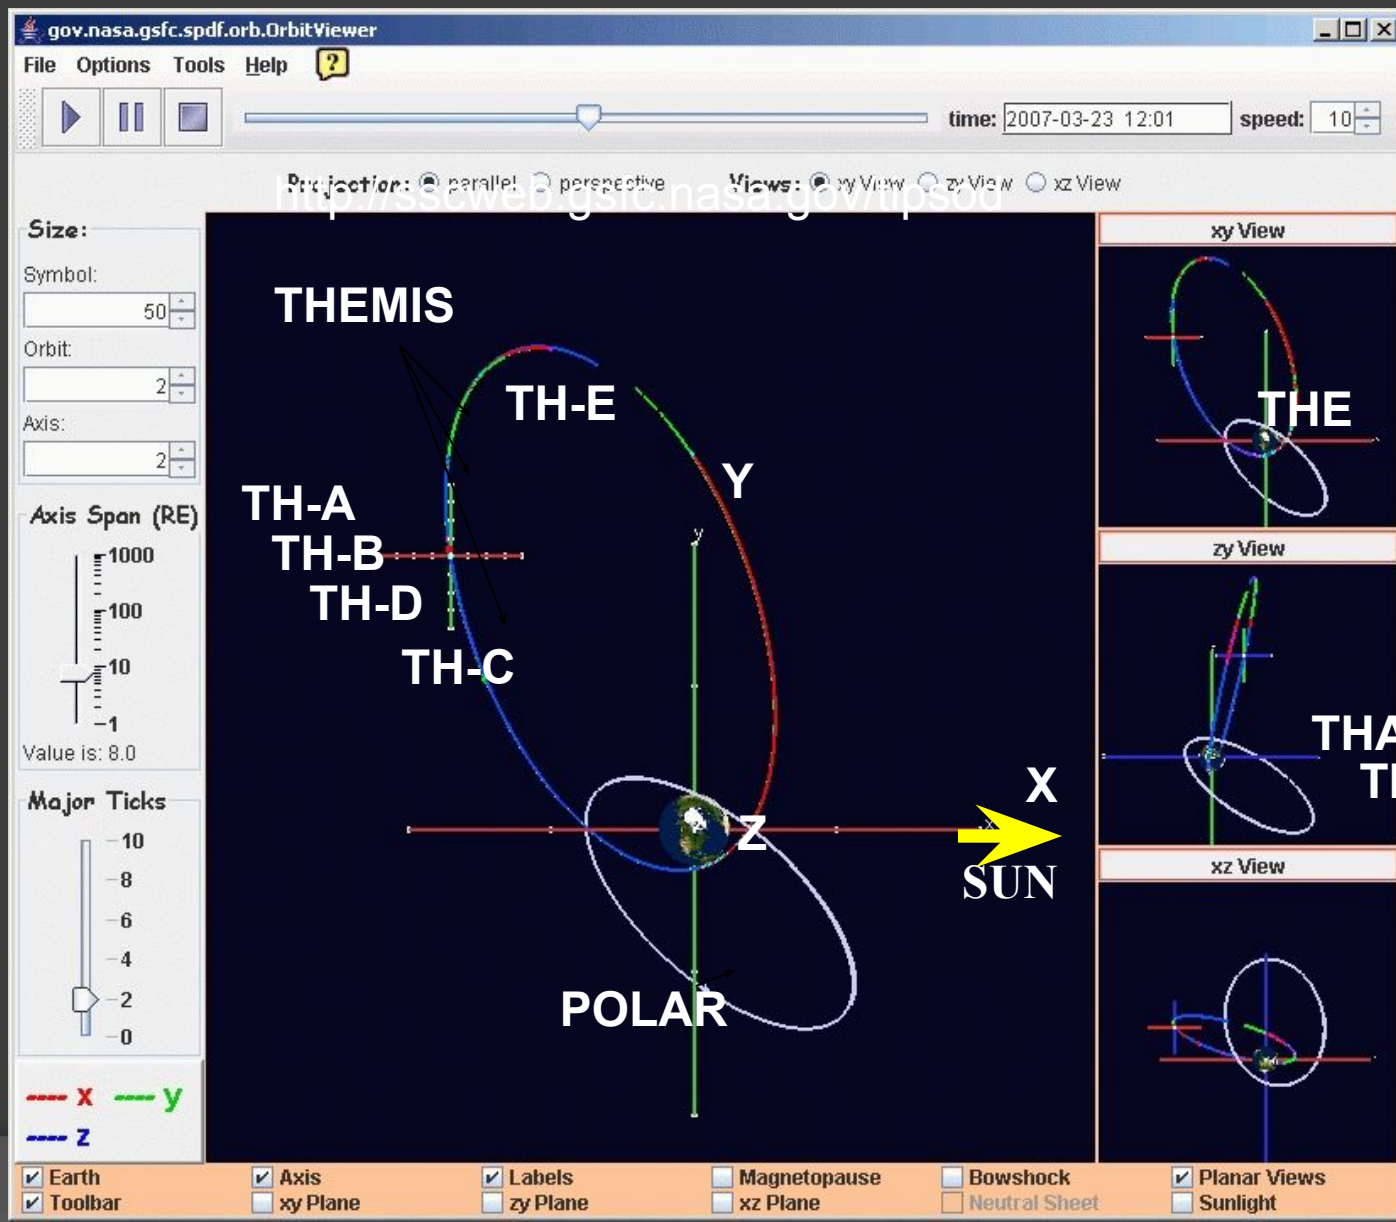 gov.nasa.gsfc.spdf.orb.OrbitViewer
File Options Tools Help ?
time: 2007-03-23 12:01 speed: 10
Projection: parallel perspective Views: xy View zy View xz View
http://sscweb.gsfc.nasa.gov/tipsod
Size:
Symbol:
50
Orbit:
2
Axis:
2
Axis Span (RE)
1000
100
10
1
Value is: 8.0
Major Ticks
10
8
6
4
2
0
x y
z
THEMIS
TH-E
Y
TH-A
TH-B
TH-D
TH-C
y
X
x
Z
SUN
POLAR
xy View
THE
zy View
THA
xz View
Earth Axis Labels Magnetopause Bowshock Planar Views
Toolbar xy Plane zy Plane xz Plane Neutral Sheet Sunlight